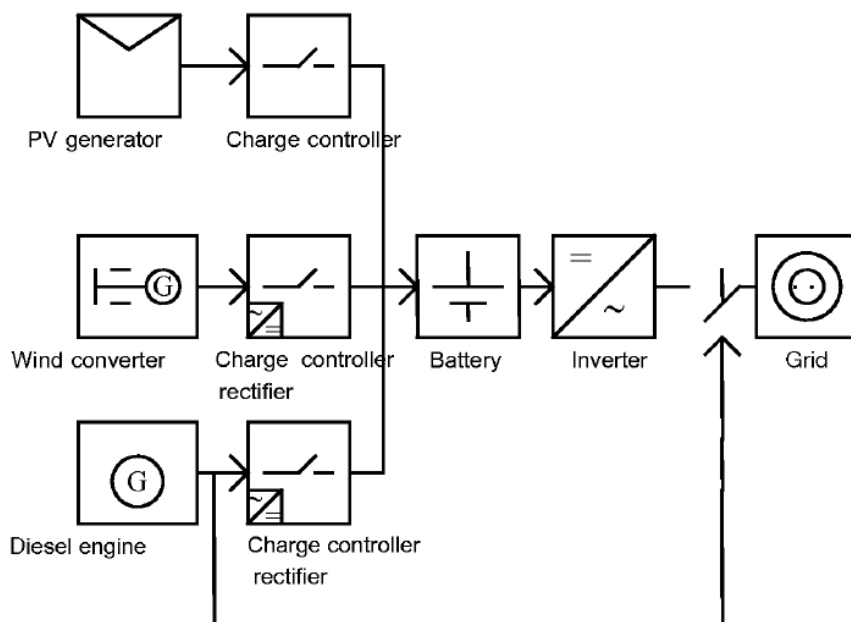 PV generator
Charge controller
G
Wind converter
~
=
Charge controller
rectifier
Battery
=
~
Inverter
Grid
G
Diesel engine
~
=
Charge controller
rectifier